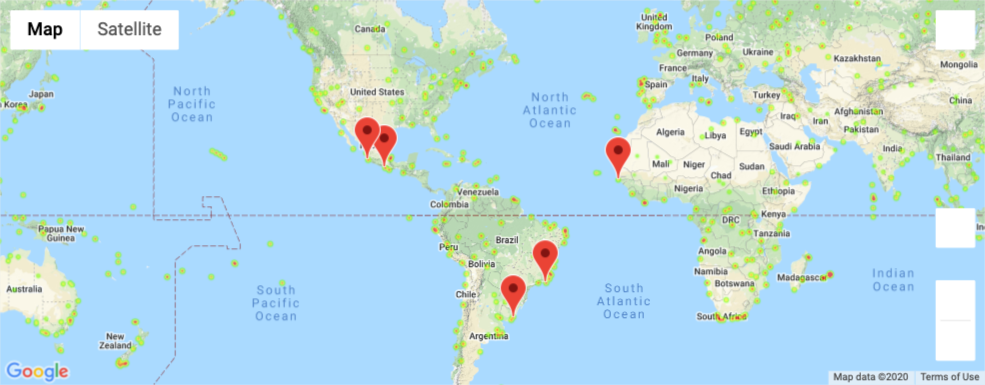 Map
Satellite
Canada
United
Kingdom
Poland
Germany
Ukraine
Kazakhstan
Mongolia
France
Italy
Spain
Turkey
Japan
Korea
North
Pacific
Ocean
United States
North
Atlantic
Ocean
China
Afghanistan
Iraq
Iran
Pakistan
Algeria
Libya
Egypt
Saudi Arabia
India
Thailand
Mali
Niger
Chad
Sudan
Nigeria
Ethiopia
Venezuela
Colombia
DRC
Kenya
Papua New
Guinea
Tanzania
Brazil
Peru
Bolivia
Angola
Namibia
Botswana
Madagascar
Indian
Ocean
Australia
South
Pacific
Ocean
Chile
South
Atlantic
Ocean
South Africa
Argentina
New
Zealand
Google
Map data ©2020
Terms of Use